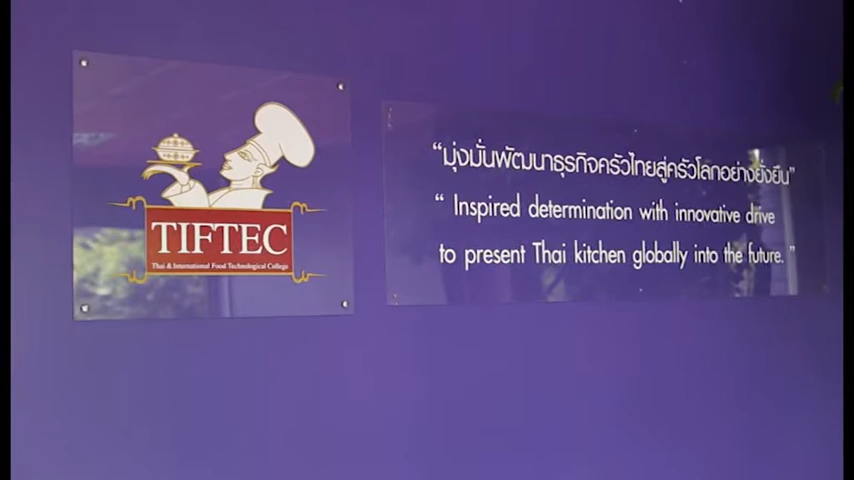 TIFTEC
Thai & International Food Technological College
“มุ่งมั่นพัฒนาธุรกิจครัวไทยสู่ครัวโลกอย่างยั่งยืน”
“ Inspired determination with innovative drive
to present Thai kitchen globally into the future. ”